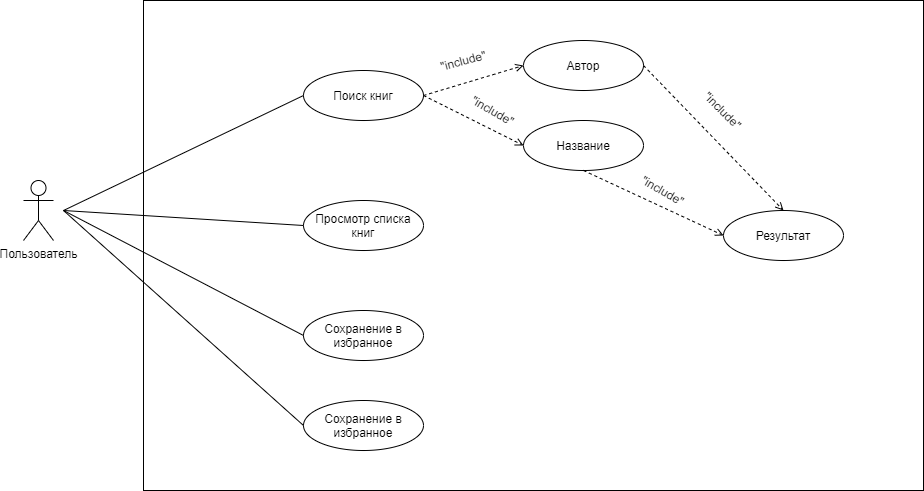 "include"
Автор
Поиск книг
"include"
"include"
Название
"include"
Просмотр списка
книг
Результат
Пользователь
Сохранение в
избранное
Сохранение в
избранное